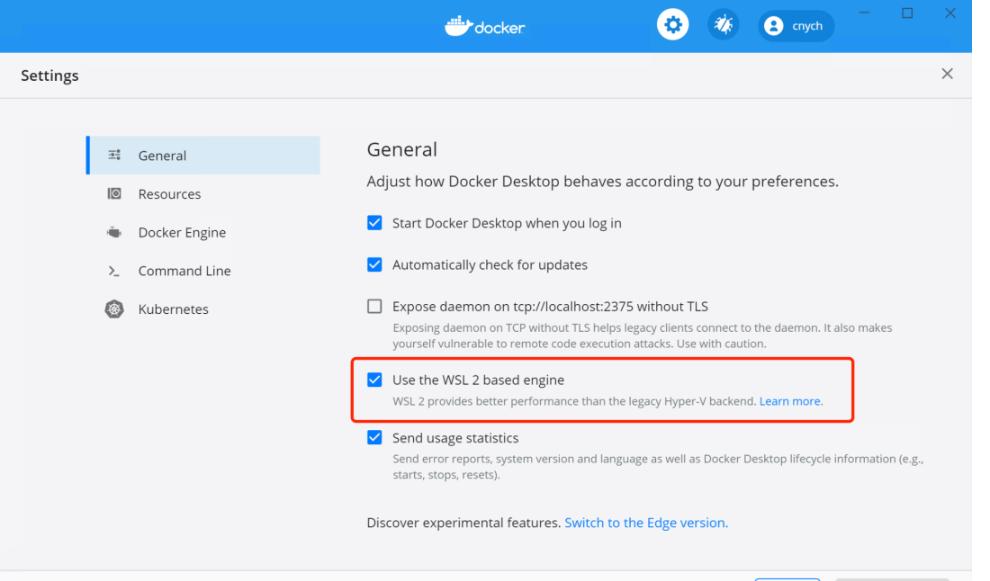 docker
cnych
Settings
General
Resources
Docker Engine
Command Line
Kubernetes
General
Adjust how Docker Desktop behaves according to your preferences.
Start Docker Desktop when you log in
Automatically check for updates
Expose daemon on tcp://localhost:2375 without TLS
Exposing daemon on TCP without TLS helps legacy clients connect to the daemon. It also makes
yourself vulnerable to remote code execution attacks. Use with caution.
Use the WSL 2 based engine
WSL 2 provides better performance than the legacy Hyper-V backend. Learn more.
Send usage statistics
Send error reports, system version and language as well as Docker Desktop lifecycle information (e.g.,
starts, stops, resets).
Discover experimental features. Switch to the Edge version.